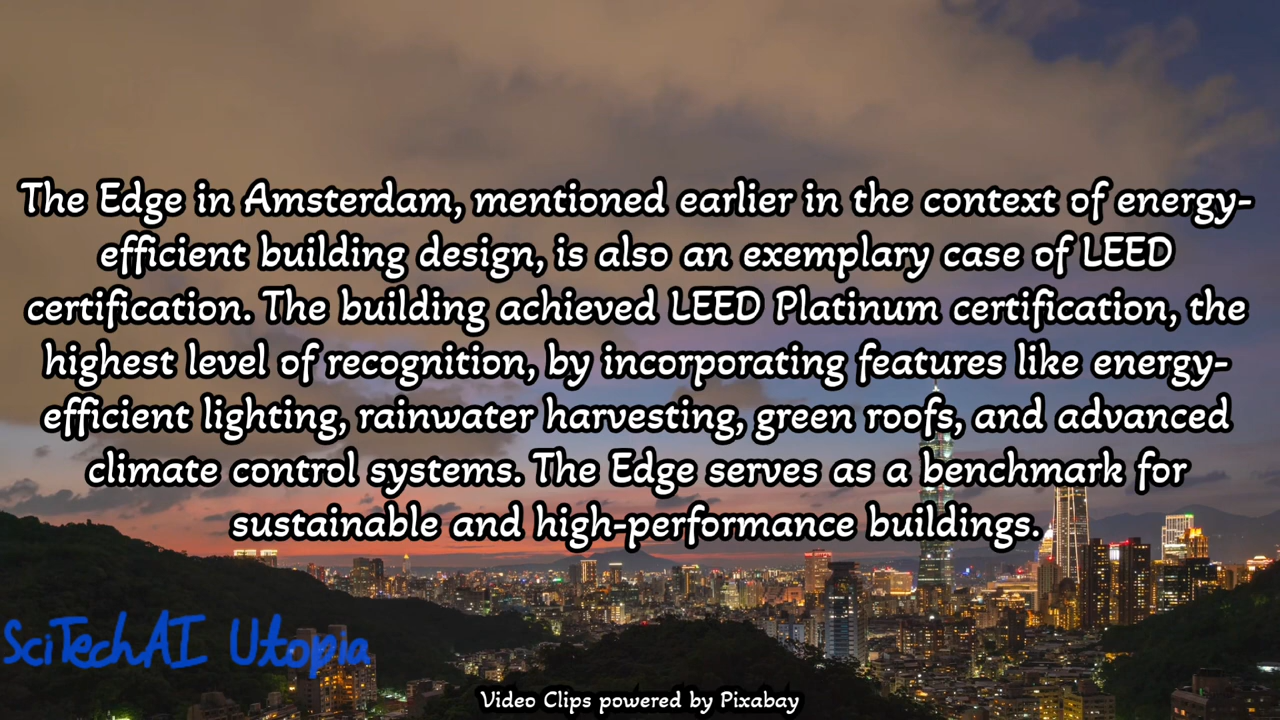 The Edge in Amsterdam, mentioned earlier in the context of energy-
efficient building design, is also an exemplary case of LEED
certification. The building achieved LEED Platinum certification, the
highest level of recognition, by incorporating features like energy-
efficient lighting, rainwater harvesting, green roofs, and advanced
climate control systems. The Edge serves as a benchmark for
sustainable and high-performance buildings.
SciTechAI Utopia
Video Clips powered by Pixabay